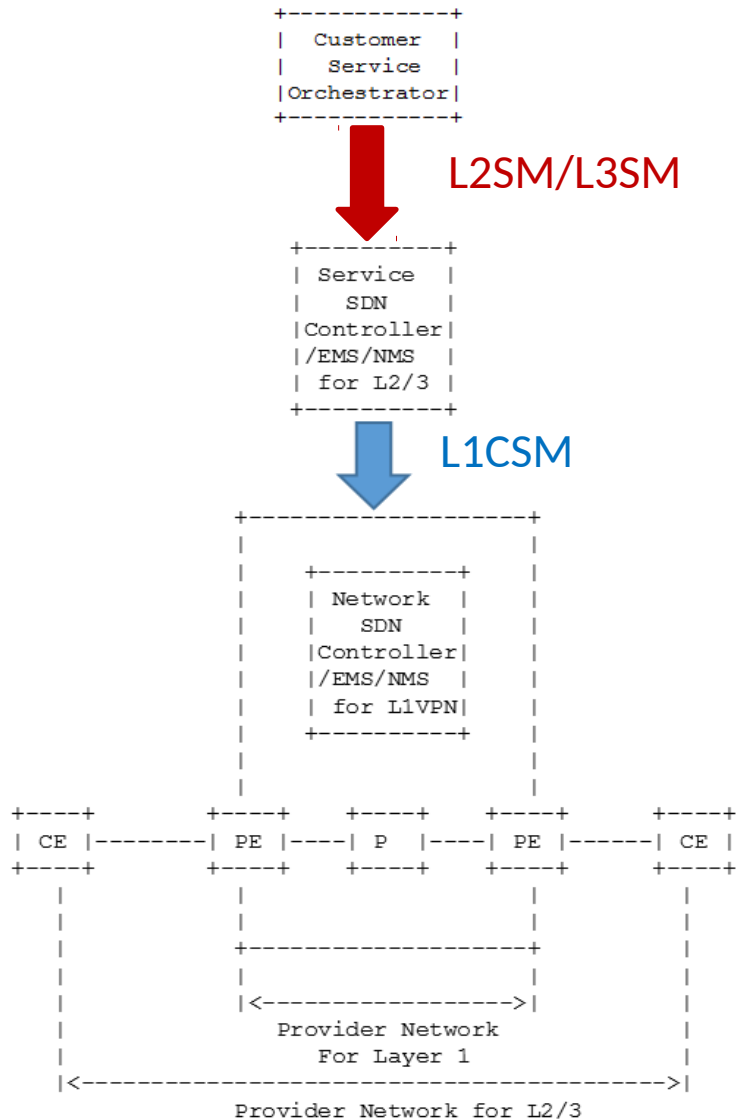 Customer
Service
Orchestrator
L2SM/L3SM
Service
SDN
Controller
/EMS/NMS
for L2/3
L1CSM
Network
SDN
Controller
/EMS/NMS
for L1VPN
CE PE P PE CE
Provider Network
For Layer 1
Provider Network for L2/3